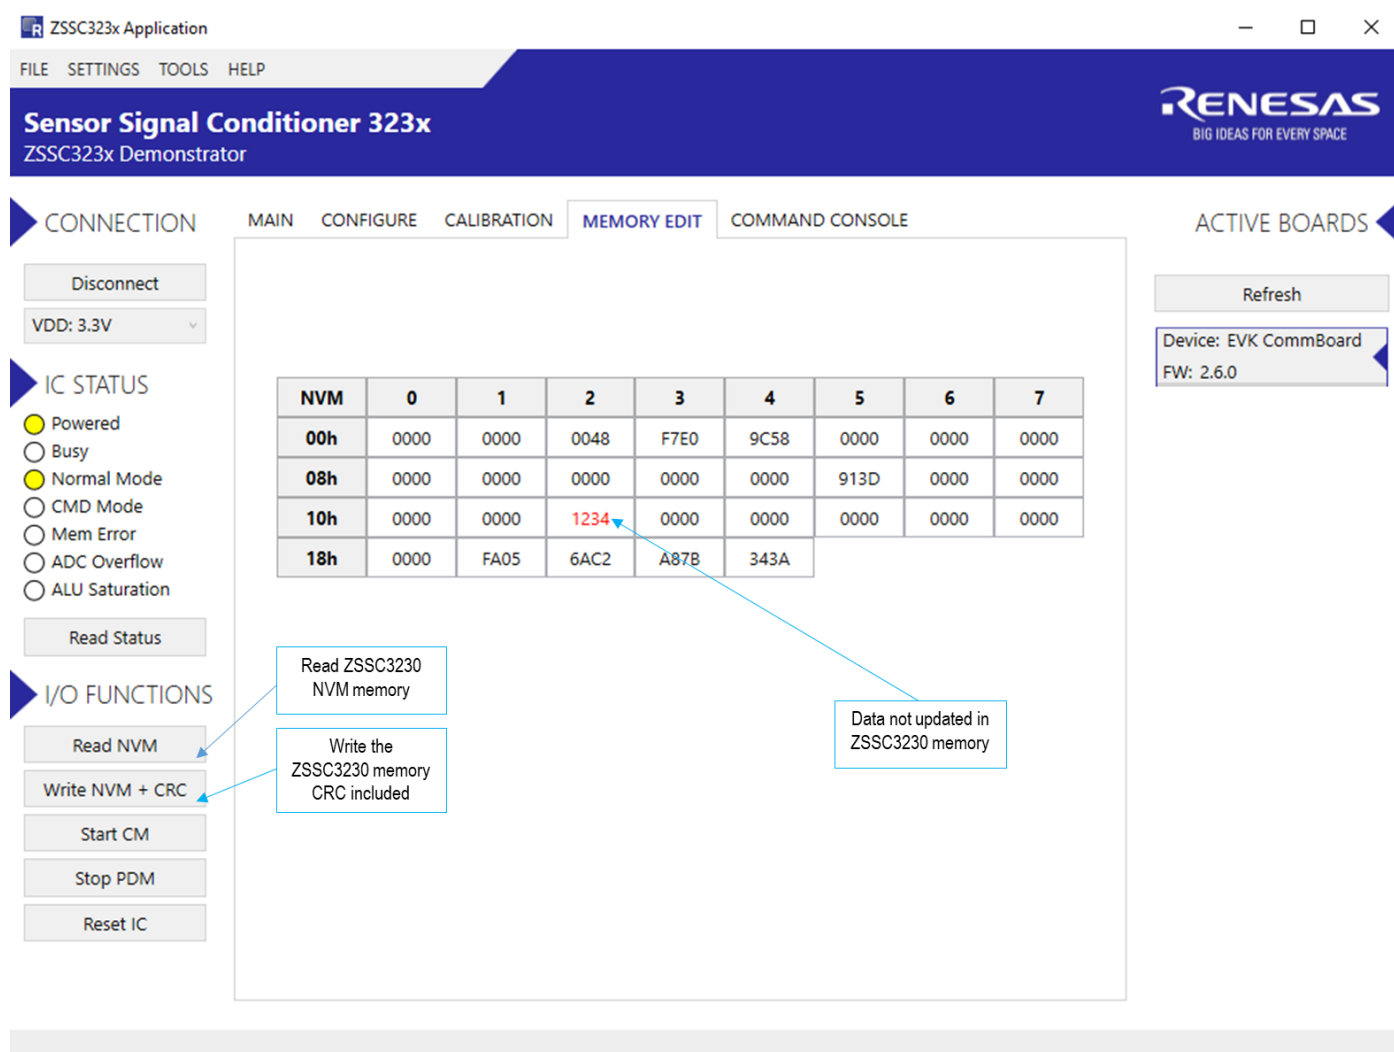 ZSSC323x Application
FILE SETTINGS TOOLS HELP
Sensor Signal Conditioner 323x
ZSSC323x Demonstrator
RENESAS
BIG IDEAS FOR EVERY SPACE
CONNECTION
Disconnect
VDD: 3.3V
IC STATUS
Powered
Busy
Normal Mode
CMD Mode
Mem Error
ADC Overflow
ALU Saturation
Read Status
I/O FUNCTIONS
Read NVM
Write NVM + CRC
Start CM
Stop PDM
Reset IC
MAIN CONFIGURE CALIBRATION MEMORY EDIT COMMAND CONSOLE
NVM 0 1 2 3 4 5 6 7
00h 0000 0000 0048 F7E0 9C58 0000 0000 0000
08h 0000 0000 0000 0000 0000 913D 0000 0000
10h 0000 0000 1234 0000 0000 0000 0000 0000
18h 0000 FA05 6AC2 A87B 343A
Read ZSSC3230
NVM memory
Write the
ZSSC3230 memory
CRC included
Data not updated in
ZSSC3230 memory
ACTIVE BOARDS
Refresh
Device: EVK CommBoard
FW: 2.6.0